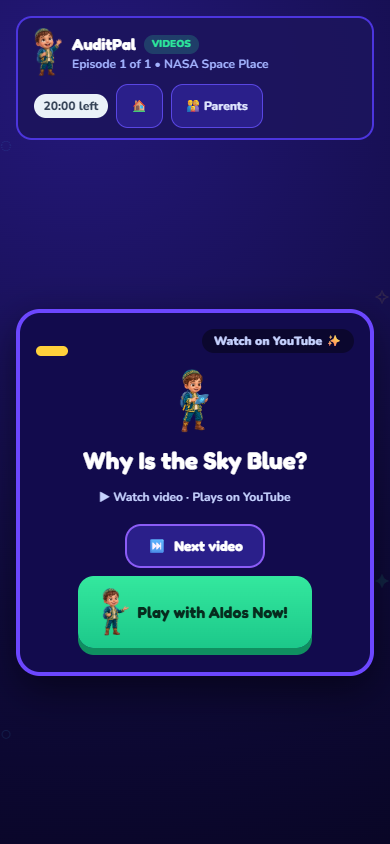 AuditPal VIDEOS
Episode 1 of 1 • NASA Space Place
20:00 left
Parents
Watch on YouTube ✨
Why Is the Sky Blue?
▶ Watch video · Plays on YouTube
⏭ Next video
Play with AIdos Now!